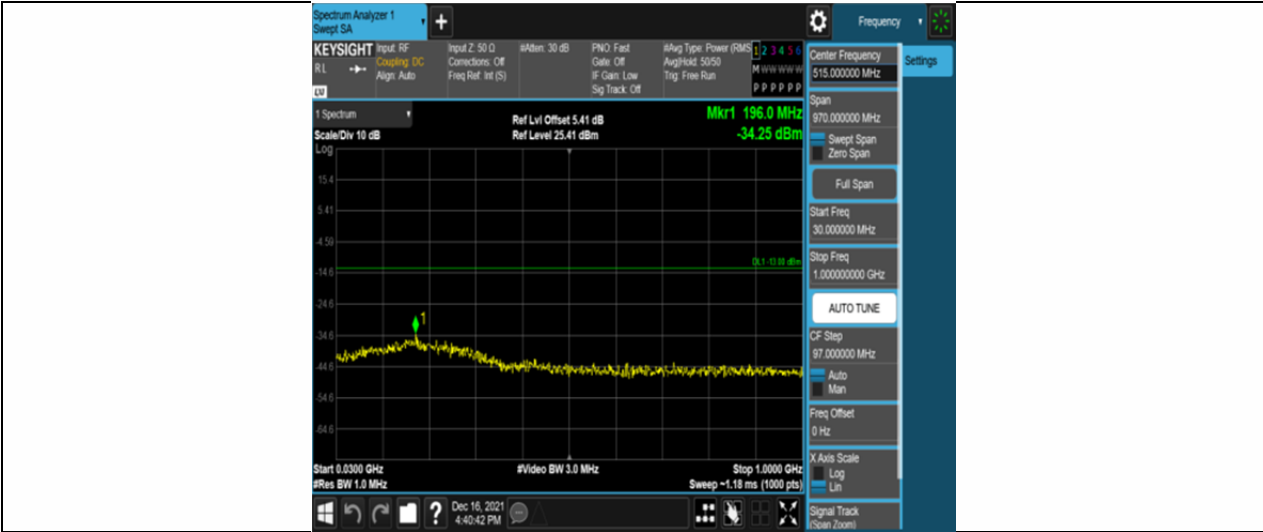 Spectrum Analyzer 1
Swept SA
+
Frequency
KEYSIGHT
RL
LV
Input: RF
Coupling: DC
Align: Auto
Input Z: 50 Ω
Corrections: Off
Freq Ref: Int (S)
#Atten: 30 dB
PNO: Fast
Gate: Off
IF Gain: Low
Sig Track: Off
#Avg Type: Power (RMS
Avg|Hold: 50/50
Trig: Free Run
1 2 3 4 5 6
M W W W W W
P P P P P P
Center Frequency
515.000000 MHz
Settings
1 Spectrum
Scale/Div 10 dB
Ref Lvl Offset 5.41 dB
Ref Level 25.41 dBm
Mkr1 196.0 MHz
-34.25 dBm
Log
15.4
5.41
-4.59
-14.6
-24.6
-34.6
-44.6
-54.6
-64.6
DL1 -13.00 dBm
1
Start 0.0300 GHz
#Res BW 1.0 MHz
#Video BW 3.0 MHz
Stop 1.0000 GHz
Sweep ~1.18 ms (1000 pts)
Span
970.000000 MHz
Swept Span
Zero Span
Full Span
Start Freq
30.000000 MHz
Stop Freq
1.000000000 GHz
AUTO TUNE
CF Step
97.000000 MHz
Auto
Man
Freq Offset
0 Hz
X Axis Scale
Log
Lin
Signal Track
(Span Zoom)
?
Dec 16, 2021
4:40:42 PM